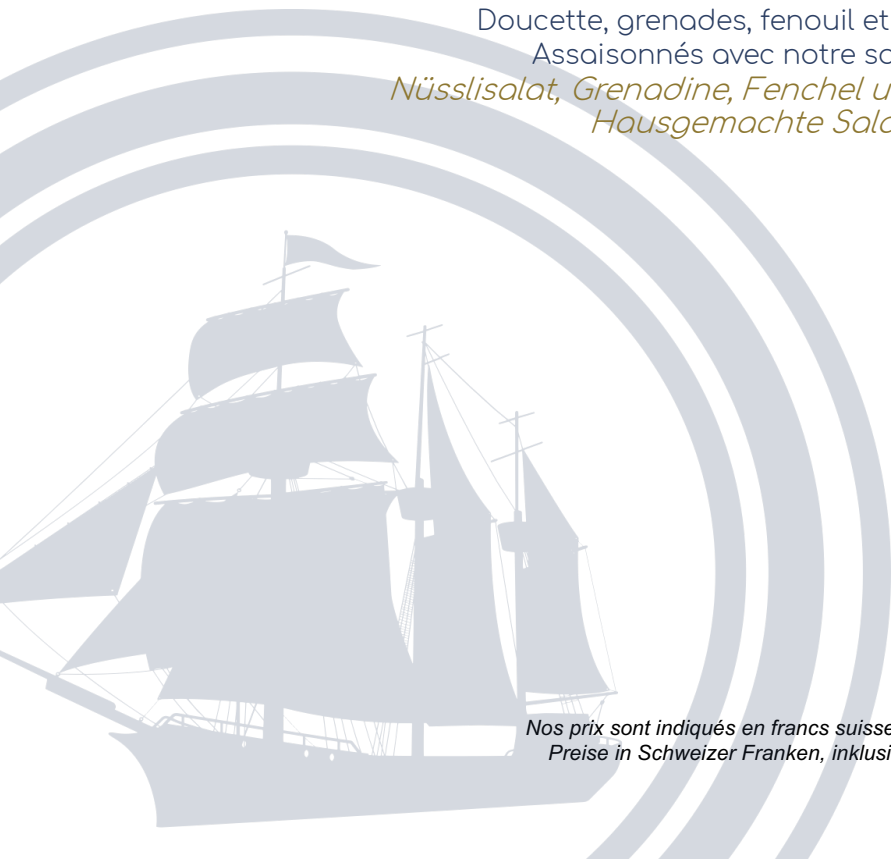 Doucette, grenades, fenouil et
Assaisonnés avec notre
Nüsslisalat, Grenadine, Fenchel
Hausgemachte
Nos prix sont indiqués en francs
Preise in Schweizer Franken,